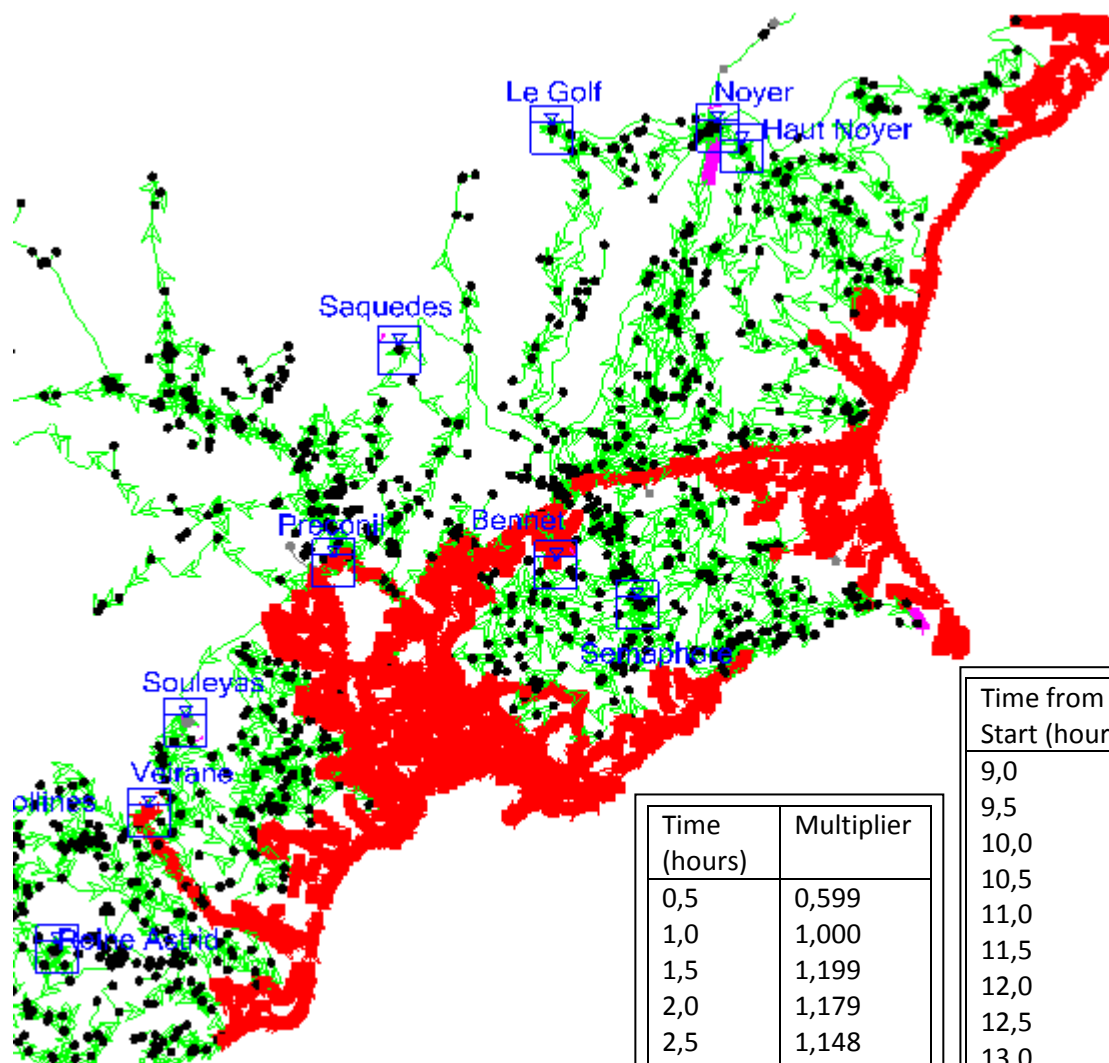 Le Golf
Noyer
Haut Noyer
Saquedes
Preconil
Bennet
Semaphore
Souleyas
Veirane
ollines
Reine Astrid
Time
(hours)
Multiplier
0,5 0,599
1,0 1,000
1,5 1,199
2,0 1,179
2,5 1,148
Time from
Start (hour
9,0
9,5
10,0
10,5
11,0
11,5
12,0
12,5
13,0